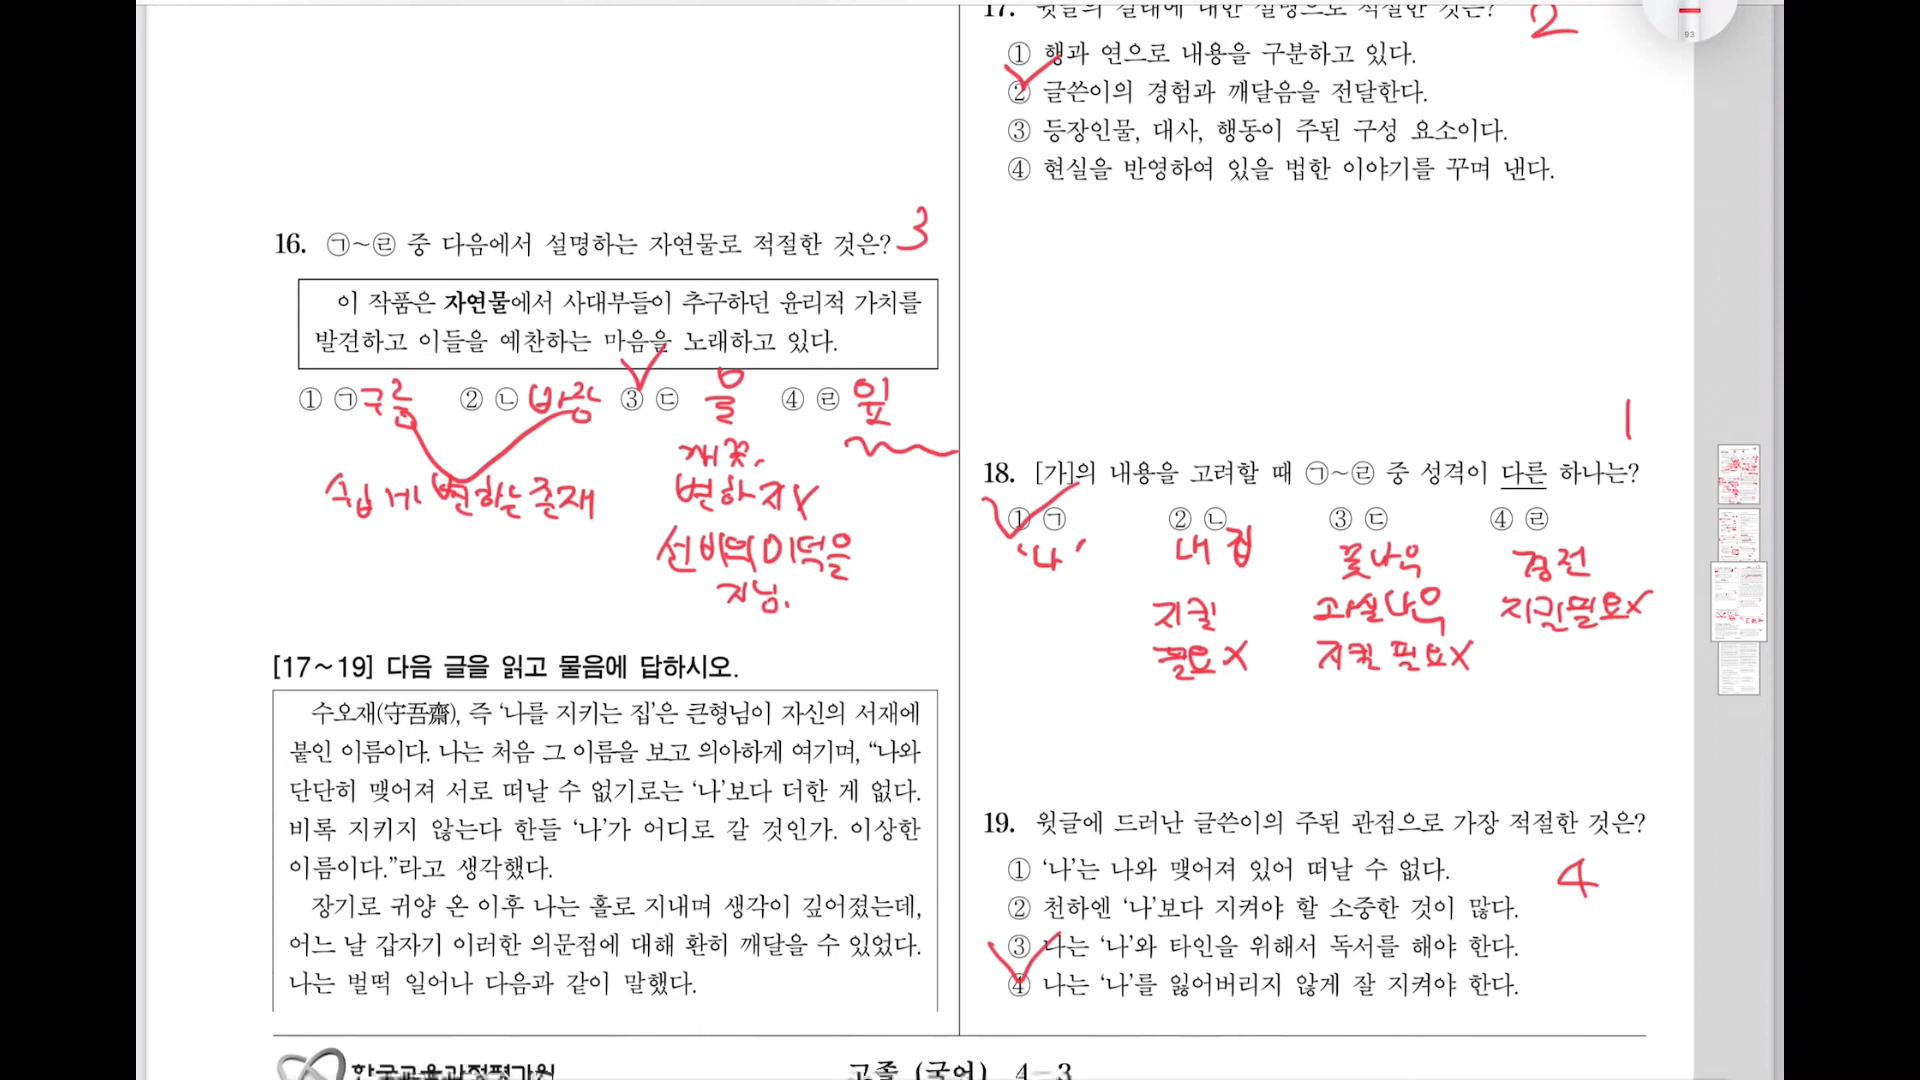 16. ㉠～㉣ 중 다음에서 설명하는 자연물로 적절한 것은? 3
이 작품은 자연물에서 사대부들이 추구하던 윤리적 가치를
발견하고 이들을 예찬하는 마음을 노래하고 있다.
① ㉠ 구름 ② ㉡ 바람 ③ ㉢ 물 ④ ㉣ 잎
쉽게 변하는 존재
깨끗,
변하지X
선비의 미덕을
지님.
[17～19] 다음 글을 읽고 물음에 답하시오.
수오재(守吾齋), 즉 ‘나를 지키는 집’은 큰형님이 자신의 서재에
붙인 이름이다. 나는 처음 그 이름을 보고 의아하게 여기며, “나와
단단히 맺어져 서로 떠날 수 없기로는 ‘나’보다 더한 게 없다.
비록 지키지 않는다 한들 ‘나’가 어디로 갈 것인가. 이상한
이름이다.”라고 생각했다.
장기로 귀양 온 이후 나는 홀로 지내며 생각이 깊어졌는데,
어느 날 갑자기 이러한 의문점에 대해 환히 깨달을 수 있었다.
나는 벌떡 일어나 다음과 같이 말했다.
17. 윗글의 갈래에 대한 설명으로 적절한 것은? 2
① 행과 연으로 내용을 구분하고 있다.
② 글쓴이의 경험과 깨달음을 전달한다.
③ 등장인물, 대사, 행동이 주된 구성 요소이다.
④ 현실을 반영하여 있을 법한 이야기를 꾸며 낸다.
1
18. [가]의 내용을 고려할 때 ㉠～㉣ 중 성격이 다른 하나는?
① ㉠ ② ㉡ ③ ㉢ ④ ㉣
‘나’ 내 집 꽃나무 경전
지킬 과실나무 지킬필요X
필요X 지킬 필요X
19. 윗글에 드러난 글쓴이의 주된 관점으로 가장 적절한 것은?
① ‘나’는 나와 맺어져 있어 떠날 수 없다. 4
② 천하엔 ‘나’보다 지켜야 할 소중한 것이 많다.
③ 나는 ‘나’와 타인을 위해서 독서를 해야 한다.
④ 나는 ‘나’를 잃어버리지 않게 잘 지켜야 한다.
한국교육과정평가원
고졸 (국어) 4－3
93